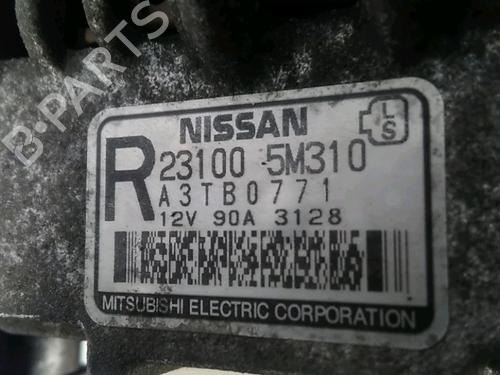 B-PARTS
NISSAN
L
S
R
23100 5M310
A3TB0771
12V 90A 3128
MITSUBISHI ELECTRIC CORPORATION